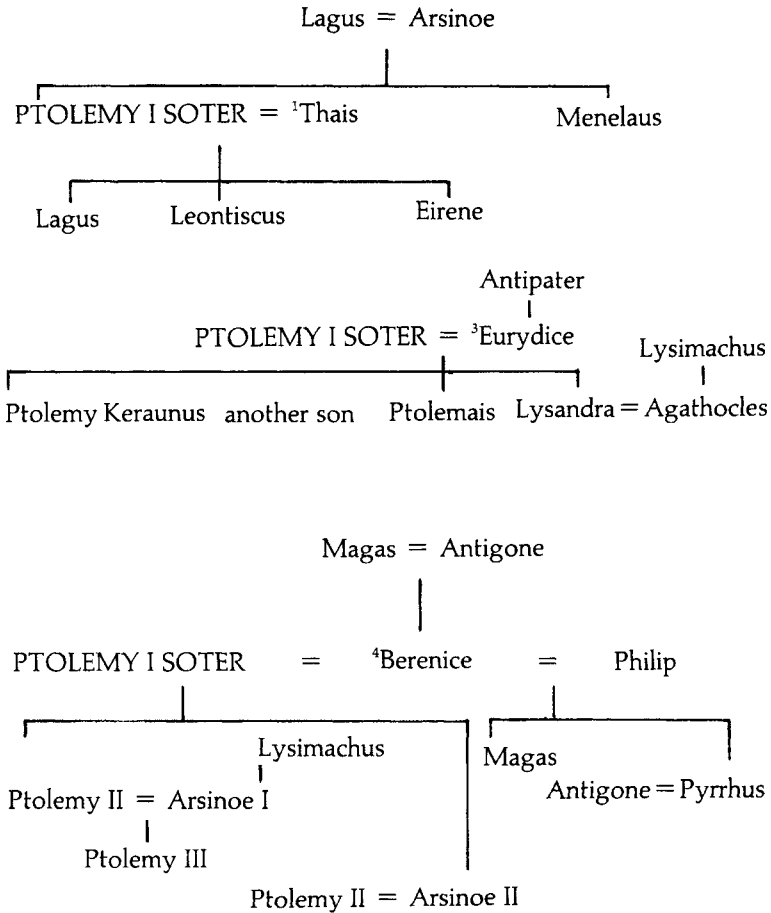 Lagus = Arsinoe
PTOLEMY I SOTER = ¹Thais Menelaus
Lagus Leontiscus Eirene
Antipater
PTOLEMY I SOTER = ³Eurydice
Lysimachus
Ptolemy Keraunus another son Ptolemais Lysandra = Agathocles
Magas = Antigone
PTOLEMY I SOTER = ⁴Berenice = Philip
Lysimachus
Magas
Antigone = Pyrrhus
Ptolemy II = Arsinoe I
Ptolemy III
Ptolemy II = Arsinoe II